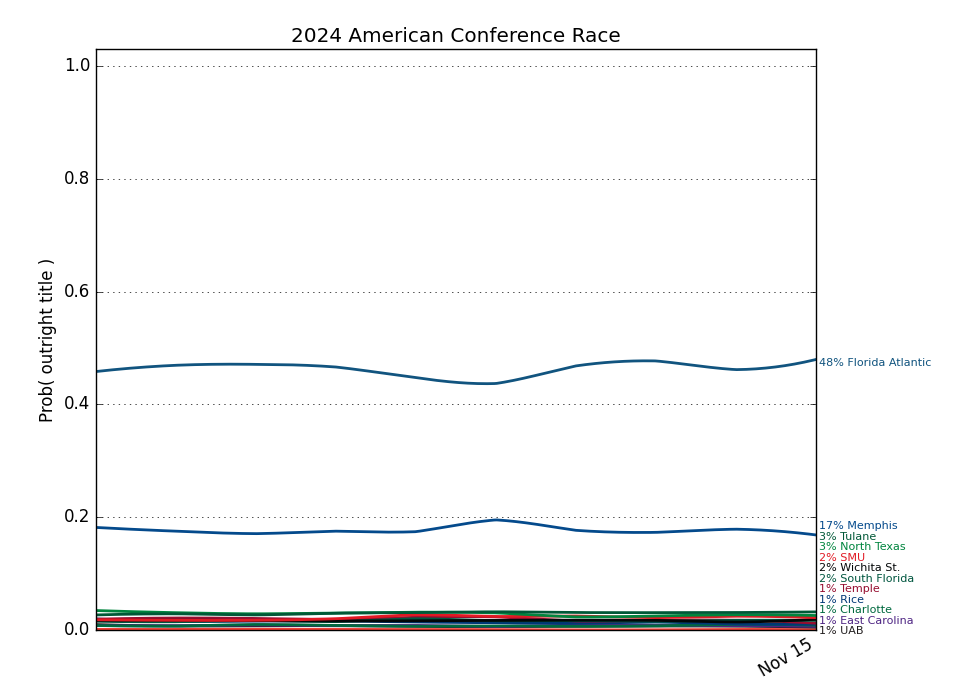 2024 American Conference Race
1.0
0.8
0.6
0.4
0.2
0.0
Prob( outright title )
48% Florida Atlantic
17% Memphis
3% Tulane
3% North Texas
2% SMU
2% Wichita St.
2% South Florida
1% Temple
1% Rice
1% Charlotte
1% East Carolina
1% UAB
Nov 15